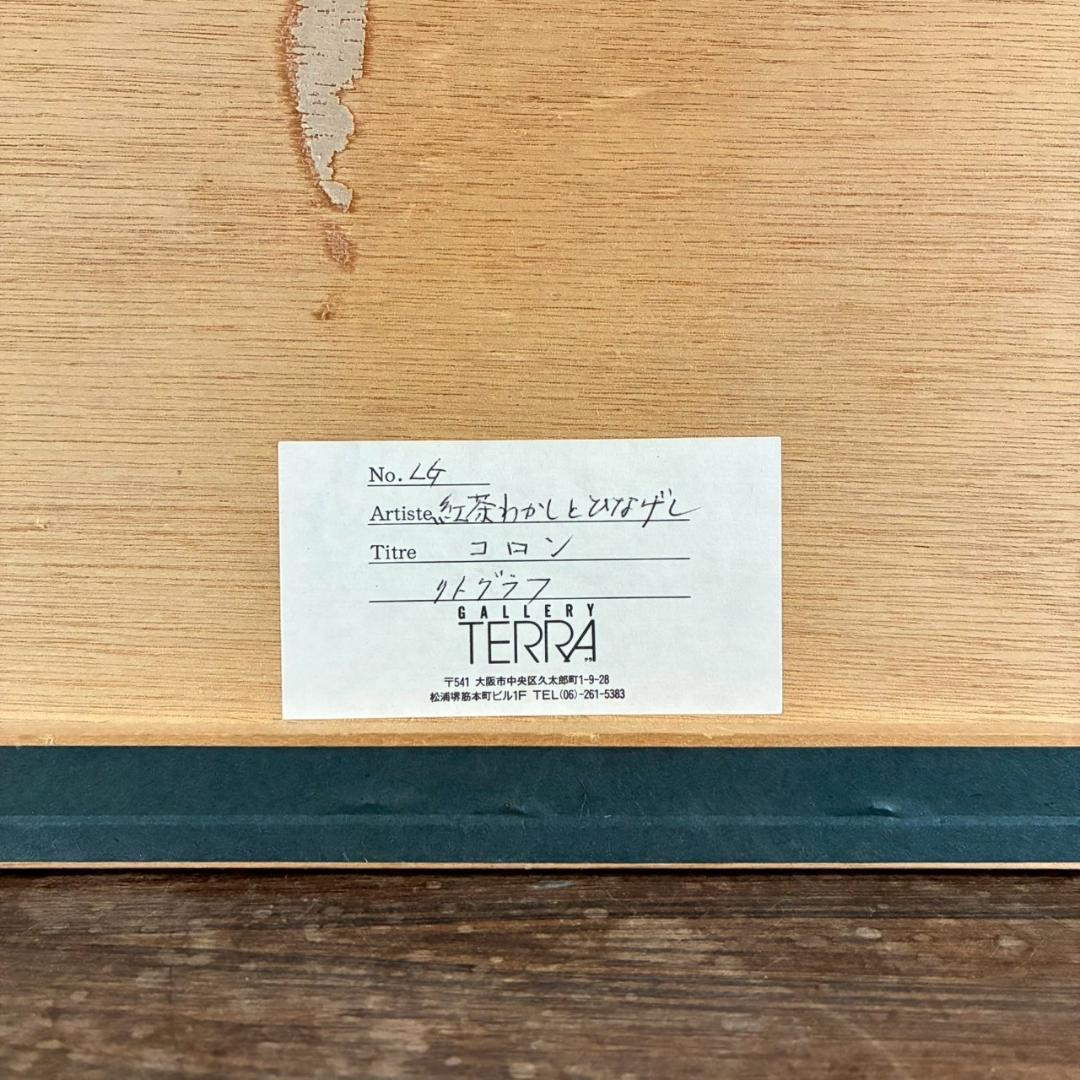 No. LG
Artiste 紅茶わかしとひなげし
Titre コロン
リトグラフ
GALLERY
TERRA
〒541 大阪市中央区久太郎町1-9-28
松浦堺筋本町ビル1F TEL(06)-261-5383